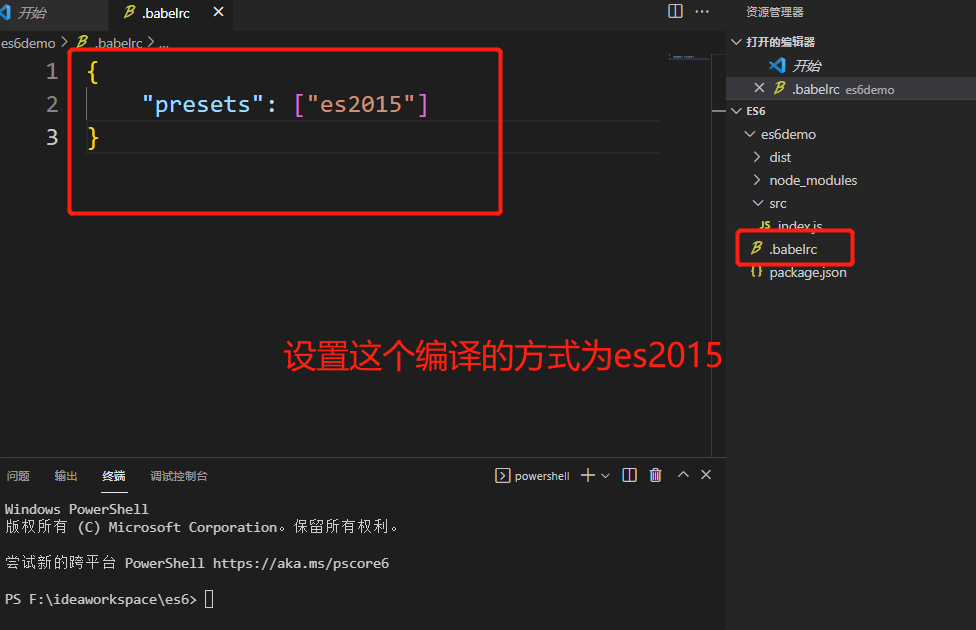 开始
.babelrc
资源管理器
es6demo > .babelrc > ...
1 {
2 "presets": ["es2015"]
3 }
打开的编辑器
开始
.babelrc es6demo
ES6
es6demo
dist
node_modules
src
JS index.js
.babelrc
{} package.json
设置这个编译的方式为es2015
问题 输出 终端 调试控制台 powershell
Windows PowerShell
版权所有 (C) Microsoft Corporation。保留所有权利。
尝试新的跨平台 PowerShell https://aka.ms/pscore6
PS F:\ideaworkspace\es6>